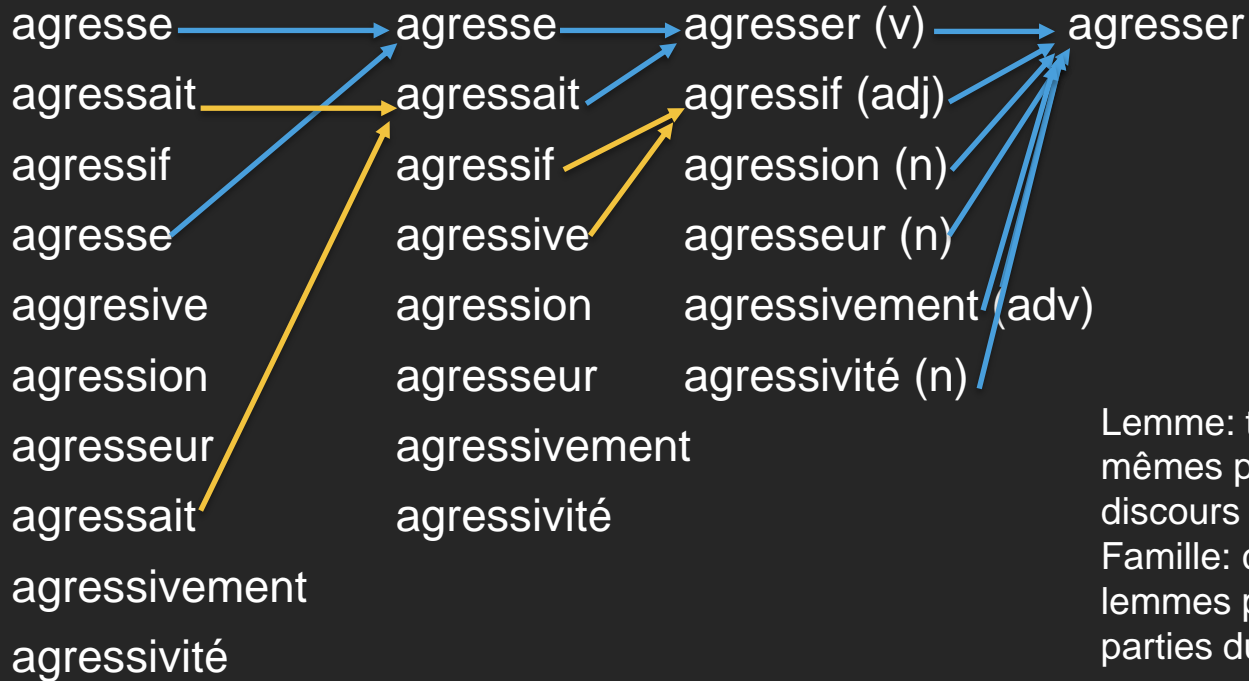 agresse agresse agresser (v) agresser
agressait agressait agressif (adj)
agressif agressif agression (n)
agresse agressive agresseur (n)
aggresive agression agressivement (adv)
agression agresseur agressivité (n)
agresseur agressivement
agressait agressivité
agressivement
agressivité
Lemme:
mêmes
discours
Famille:
lemmes
parties